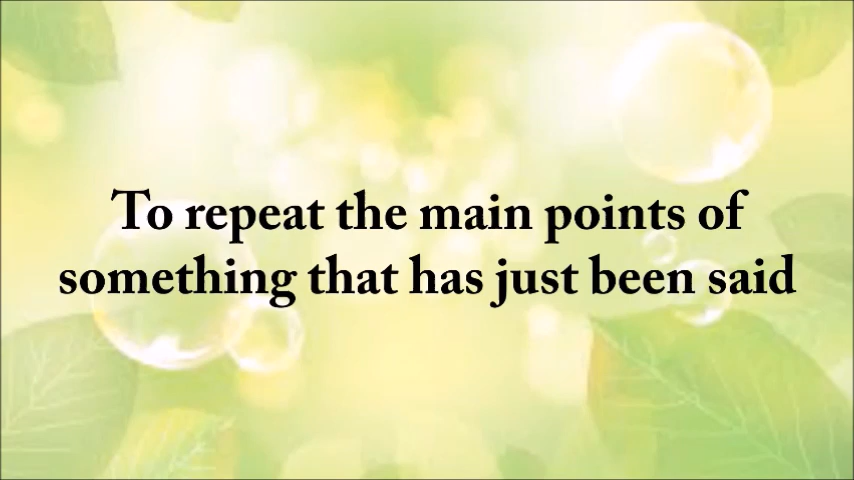 To repeat the main points of
something that has just been said